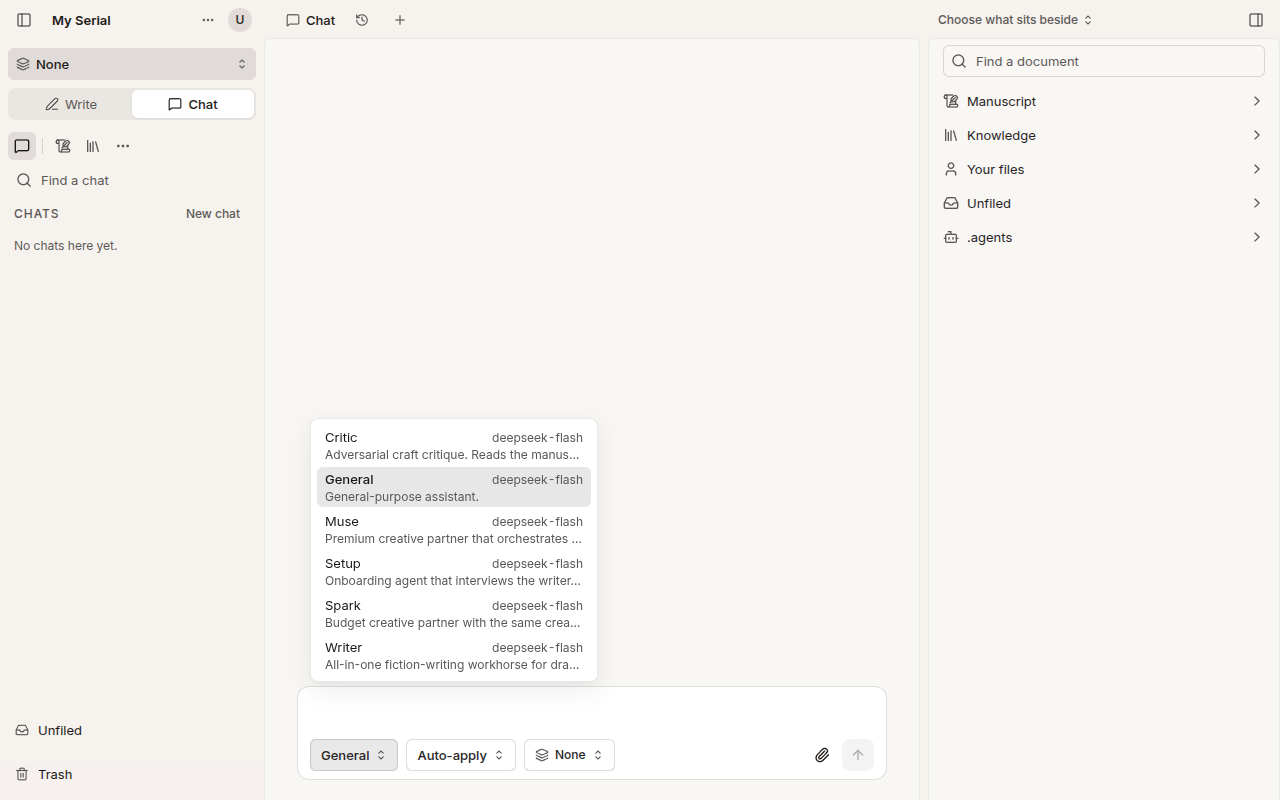 My Serial
U
Chat
Choose what sits beside
None
Write
Chat
Find a chat
CHATS
New chat
No chats here yet.
Find a document
Manuscript
Knowledge
Your files
Unfiled
.agents
Critic
deepseek-flash
Adversarial craft critique. Reads the manus...
General
deepseek-flash
General-purpose assistant.
Muse
deepseek-flash
Premium creative partner that orchestrates ...
Setup
deepseek-flash
Onboarding agent that interviews the writer...
Spark
deepseek-flash
Budget creative partner with the same crea...
Writer
deepseek-flash
All-in-one fiction-writing workhorse for dra...
General
Auto-apply
None
Unfiled
Trash